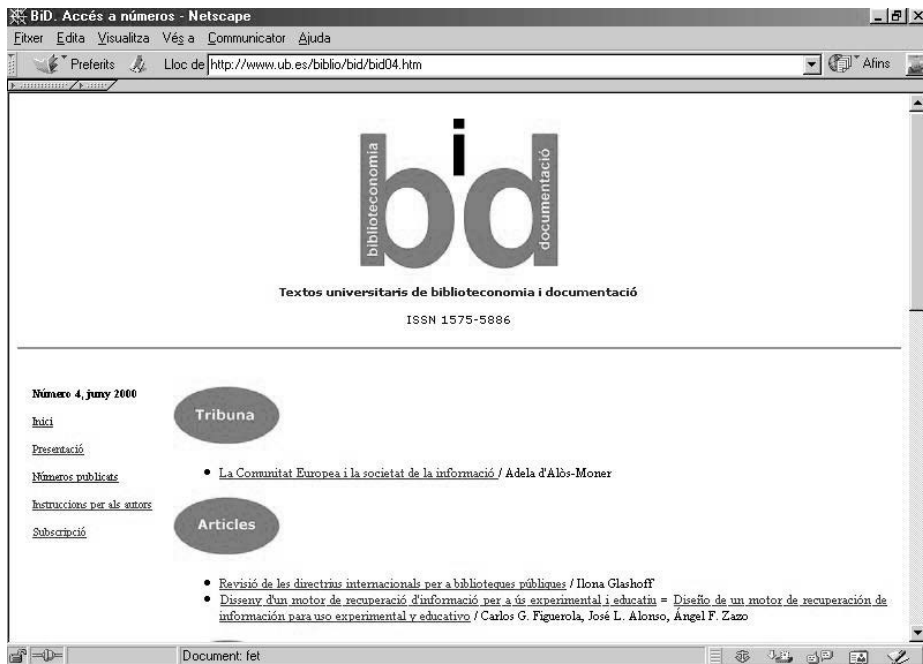 BiD. Accés a números - Netscape
Fitxer Edita Visualitza Vés a Communicator Ajuda
Preferits Lloc de http://www.ub.es/biblio/bid/bid04.htm Afins
biblioteconomia
bid
documentació
Textos universitaris de biblioteconomia i documentació
ISSN 1575-5886
Número 4, juny 2000
Inici
Presentació
Números publicats
Instruccions per als autors
Subscripció
Tribuna
La Comunitat Europea i la societat de la informació / Adela d'Alòs-Moner
Articles
Revisió de les directrius internacionals per a biblioteques públiques / Ilona Glashoff
Disseny d'un motor de recuperació d'informació per a ús experimental i educatiu = Diseño de un motor de recuperación de
información para uso experimental y educativo / Carlos G. Figuerola, José L. Alonso, Ángel F. Zazo
Document: fet